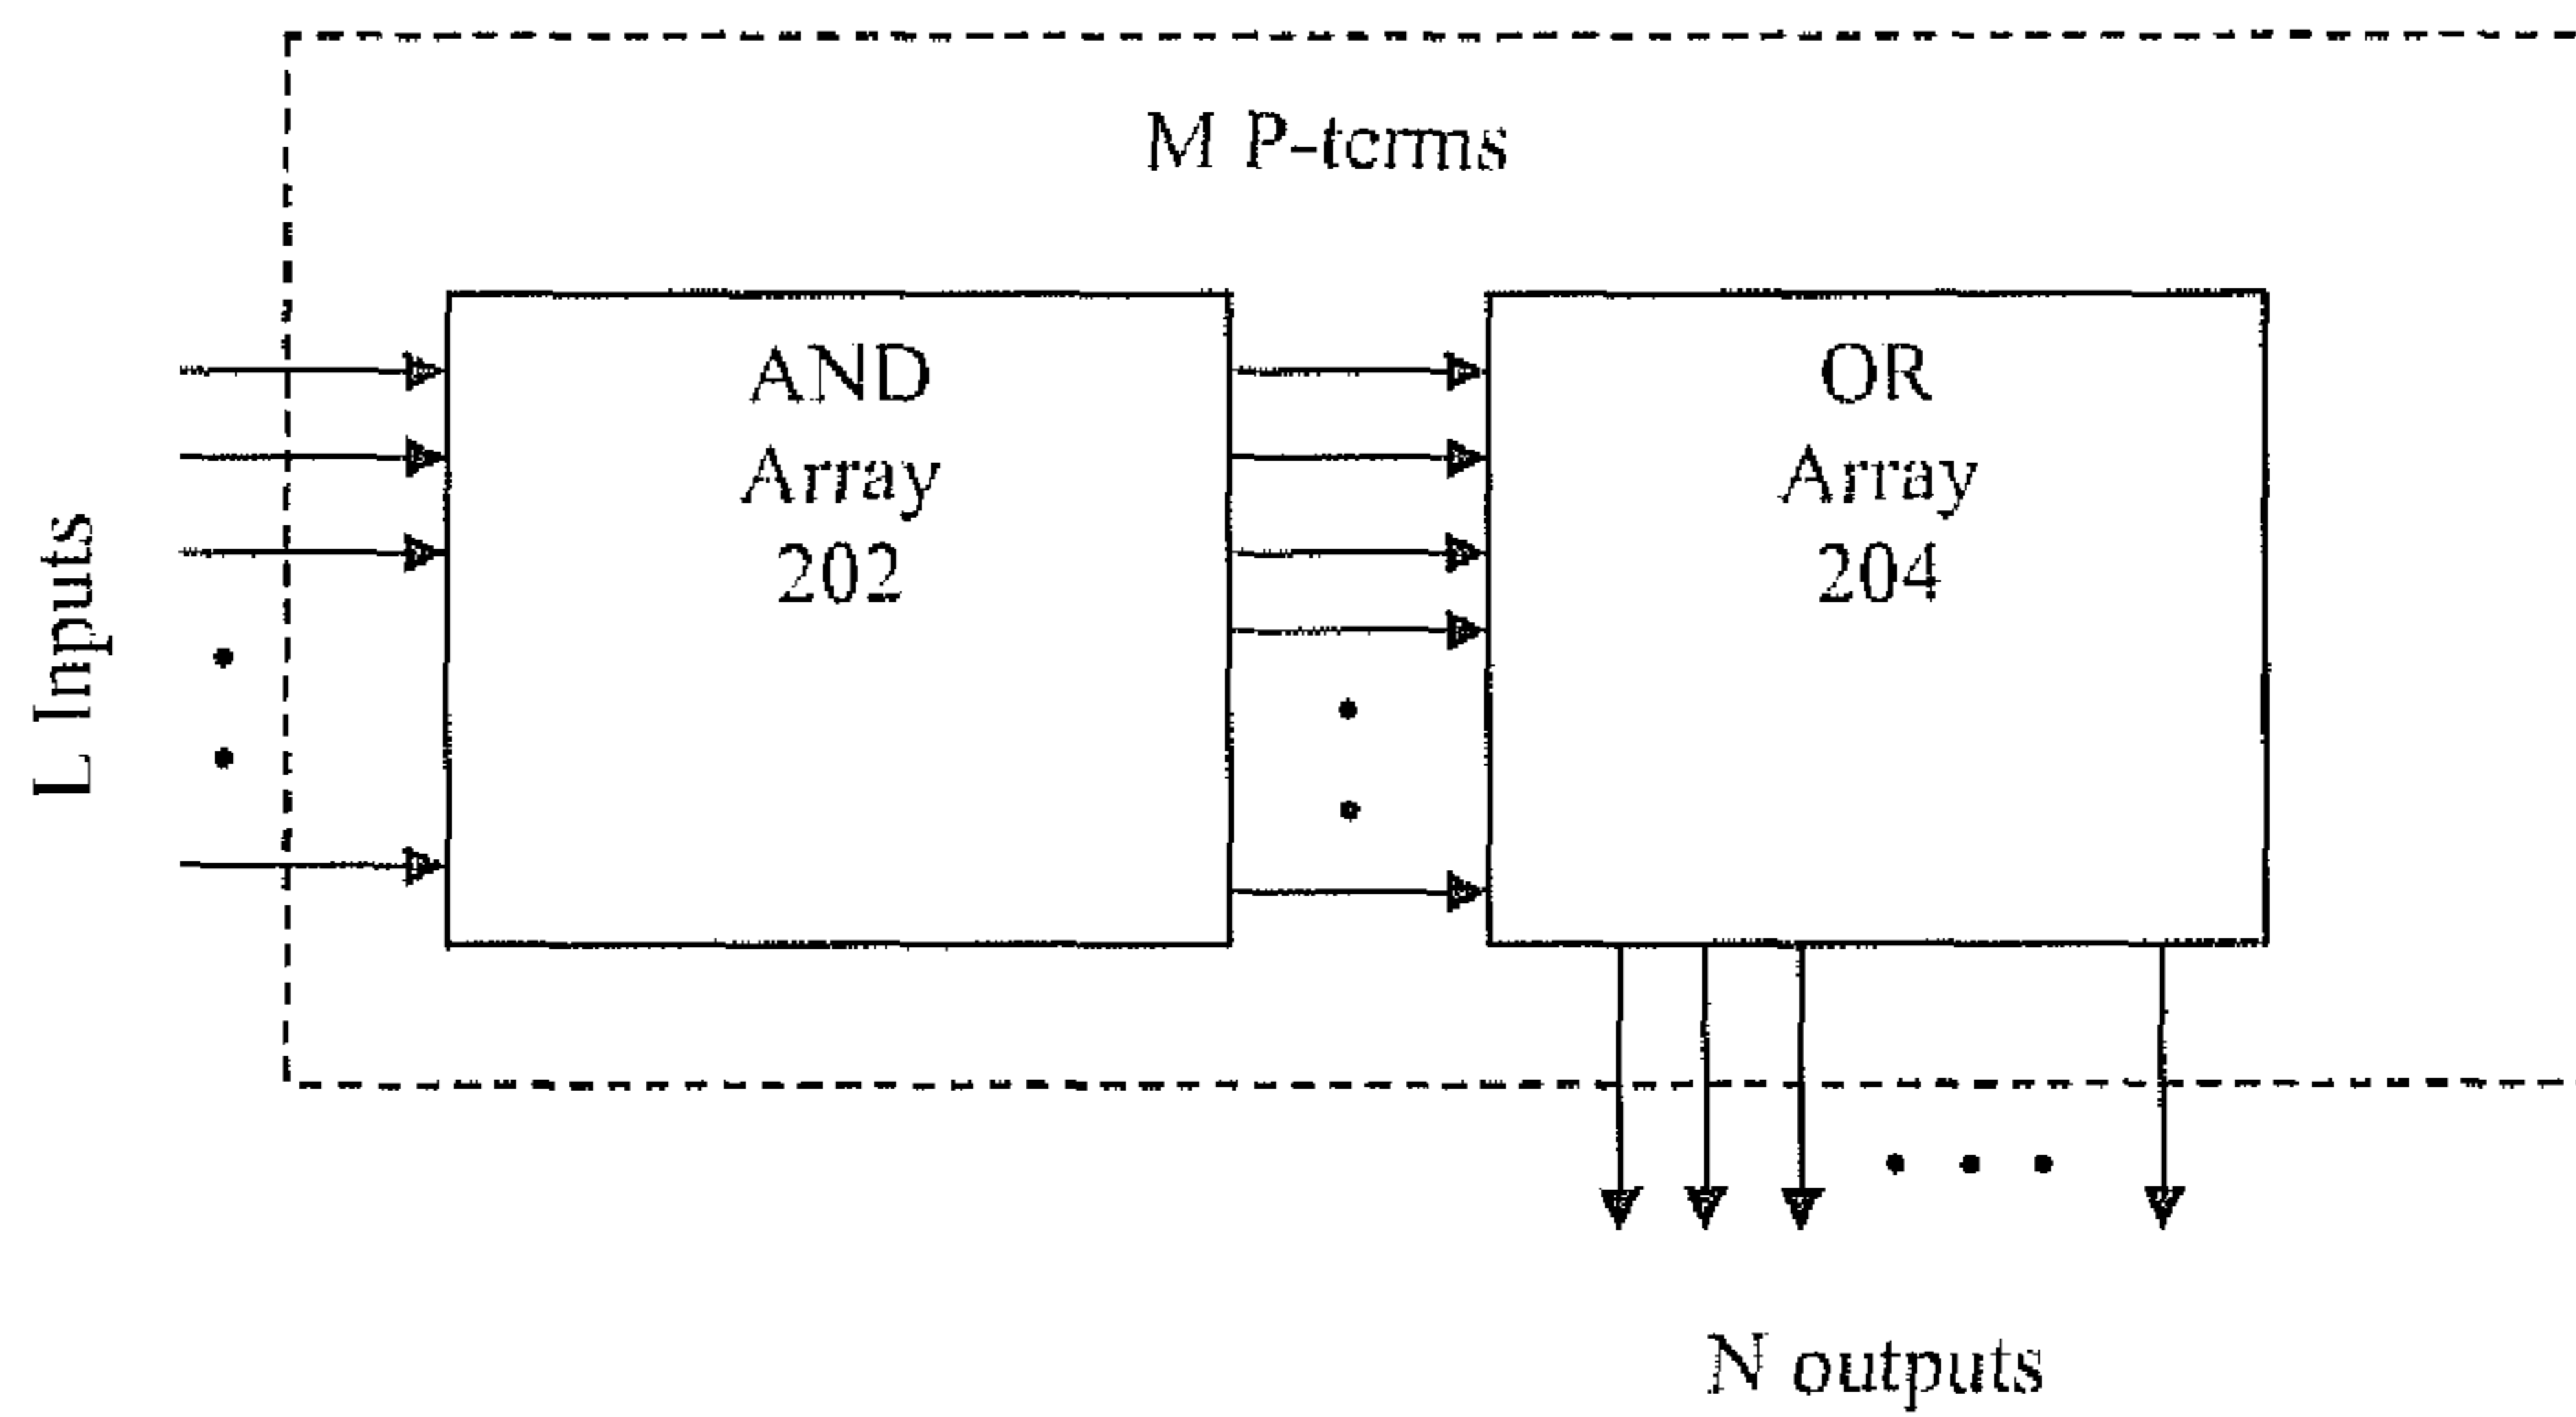 M P-terms
AND
Array
202
OR
Array
204
L Inputs
N outputs